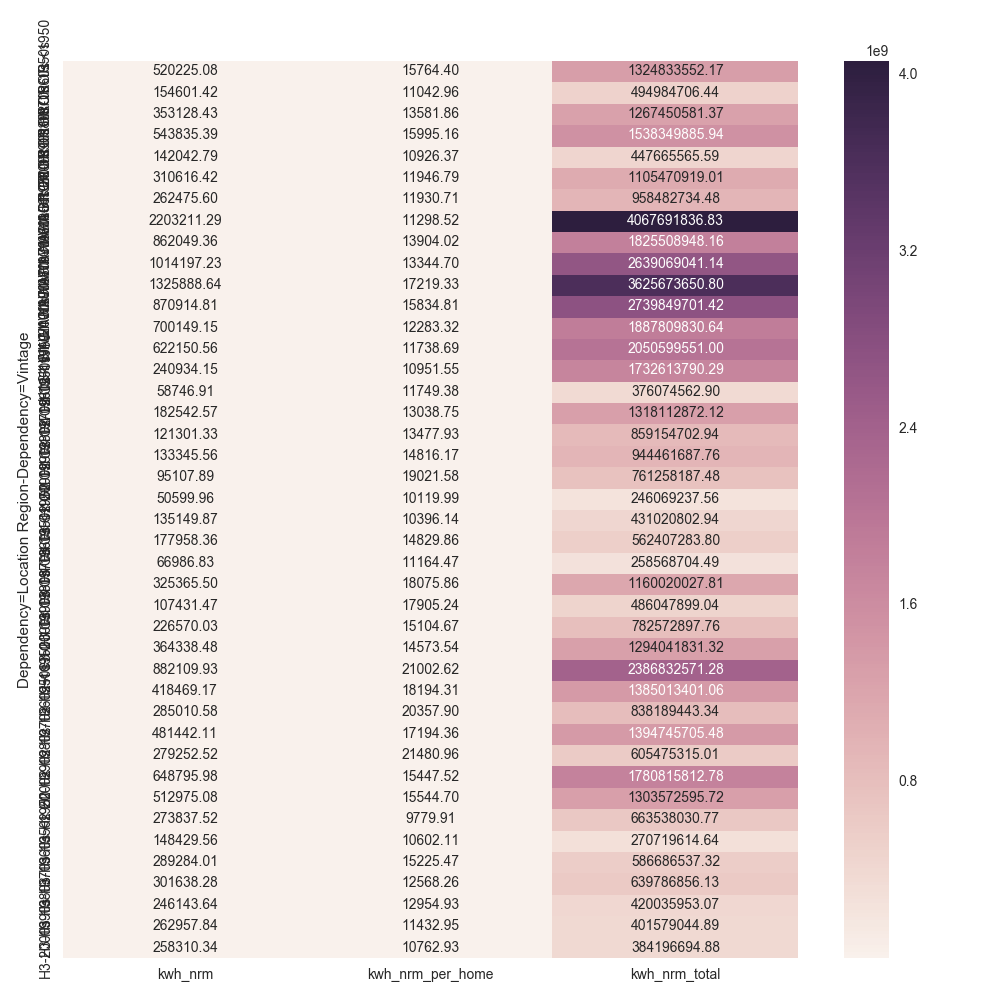 1e9
520225.08 15764.40 1324833552.17
154601.42 11042.96 494984706.44
353128.43 13581.86 1267450581.37
543835.39 15995.16 1538349885.94
142042.79 10926.37 447665565.59
310616.42 11946.79 1105470919.01
262475.60 11930.71 958482734.48
2203211.29 11298.52 4067691836.83
862049.36 13904.02 1825508948.16
1014197.23 13344.70 2639069041.14
1325888.64 17219.33 3625673650.80
870914.81 15834.81 2739849701.42
700149.15 12283.32 1887809830.64
622150.56 11738.69 2050599551.00
240934.15 10951.55 1732613790.29
58746.91 11749.38 376074562.90
182542.57 13038.75 1318112872.12
121301.33 13477.93 859154702.94
133345.56 14816.17 944461687.76
95107.89 19021.58 761258187.48
50599.96 10119.99 246069237.56
135149.87 10396.14 431020802.94
177958.36 14829.86 562407283.80
66986.83 11164.47 258568704.49
325365.50 18075.86 1160020027.81
107431.47 17905.24 486047899.04
226570.03 15104.67 782572897.76
364338.48 14573.54 1294041831.32
882109.93 21002.62 2386832571.28
418469.17 18194.31 1385013401.06
285010.58 20357.90 838189443.34
481442.11 17194.36 1394745705.48
279252.52 21480.96 605475315.01
648795.98 15447.52 1780815812.78
512975.08 15544.70 1303572595.72
273837.52 9779.91 663538030.77
148429.56 10602.11 270719614.64
289284.01 15225.47 586686537.32
301638.28 12568.26 639786856.13
246143.64 12954.93 420035953.07
262957.84 11432.95 401579044.89
258310.34 10762.93 384196694.88
kwh_nrm kwh_nrm_per_home kwh_nrm_total
Dependency=Location Region-Dependency=Vintage
4.0
3.2
2.4
1.6
0.8